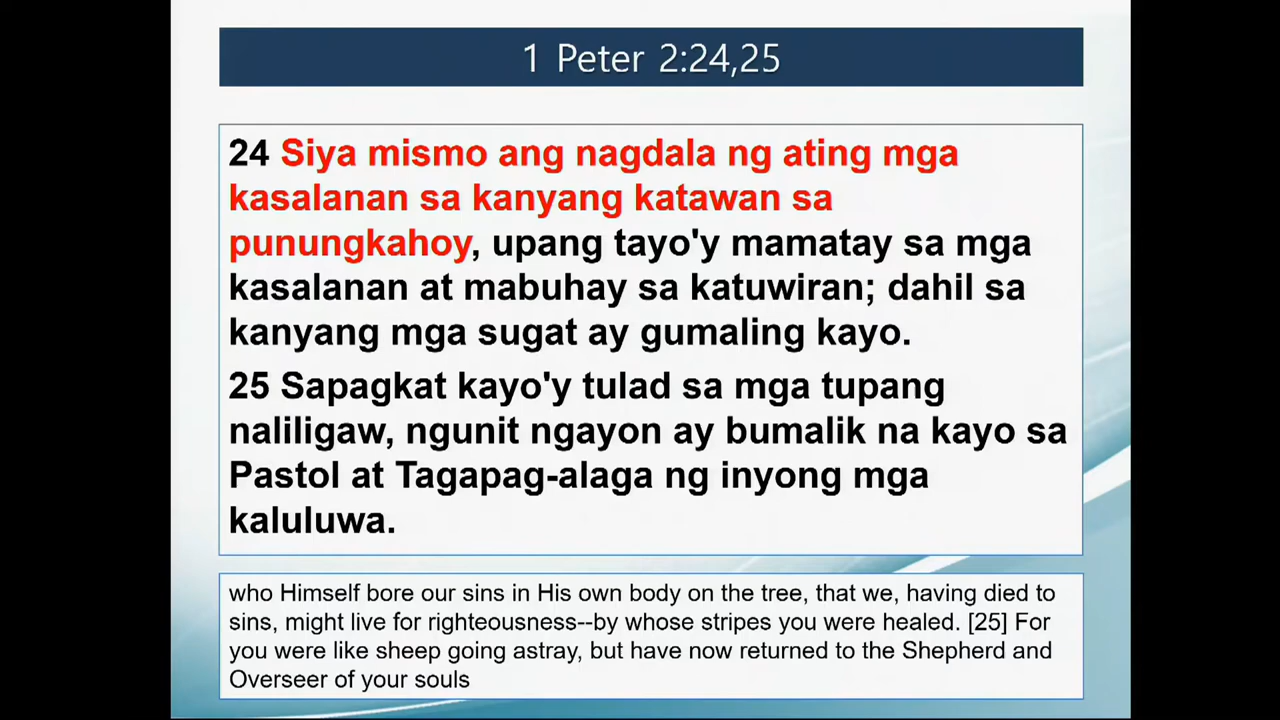 1 Peter 2:24,25
24 Siya mismo ang nagdala ng ating mga
kasalanan sa kanyang katawan sa
punungkahoy, upang tayo'y mamatay sa mga
kasalanan at mabuhay sa katuwiran; dahil sa
kanyang mga sugat ay gumaling kayo.
25 Sapagkat kayo'y tulad sa mga tupang
naliligaw, ngunit ngayon ay bumalik na kayo sa
Pastol at Tagapag-alaga ng inyong mga
kaluluwa.
who Himself bore our sins in His own body on the tree, that we, having died to
sins, might live for righteousness--by whose stripes you were healed. [25] For
you were like sheep going astray, but have now returned to the Shepherd and
Overseer of your souls